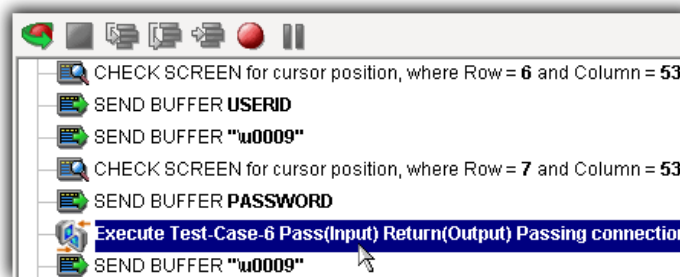 CHECK SCREEN for cursor position, where Row = 6 and Column = 53
SEND BUFFER USERID
SEND BUFFER "\u0009"
CHECK SCREEN for cursor position, where Row = 7 and Column = 53
SEND BUFFER PASSWORD
Execute Test-Case-6 Pass(Input) Return(Output) Passing connection
SEND BUFFER "\u0009"